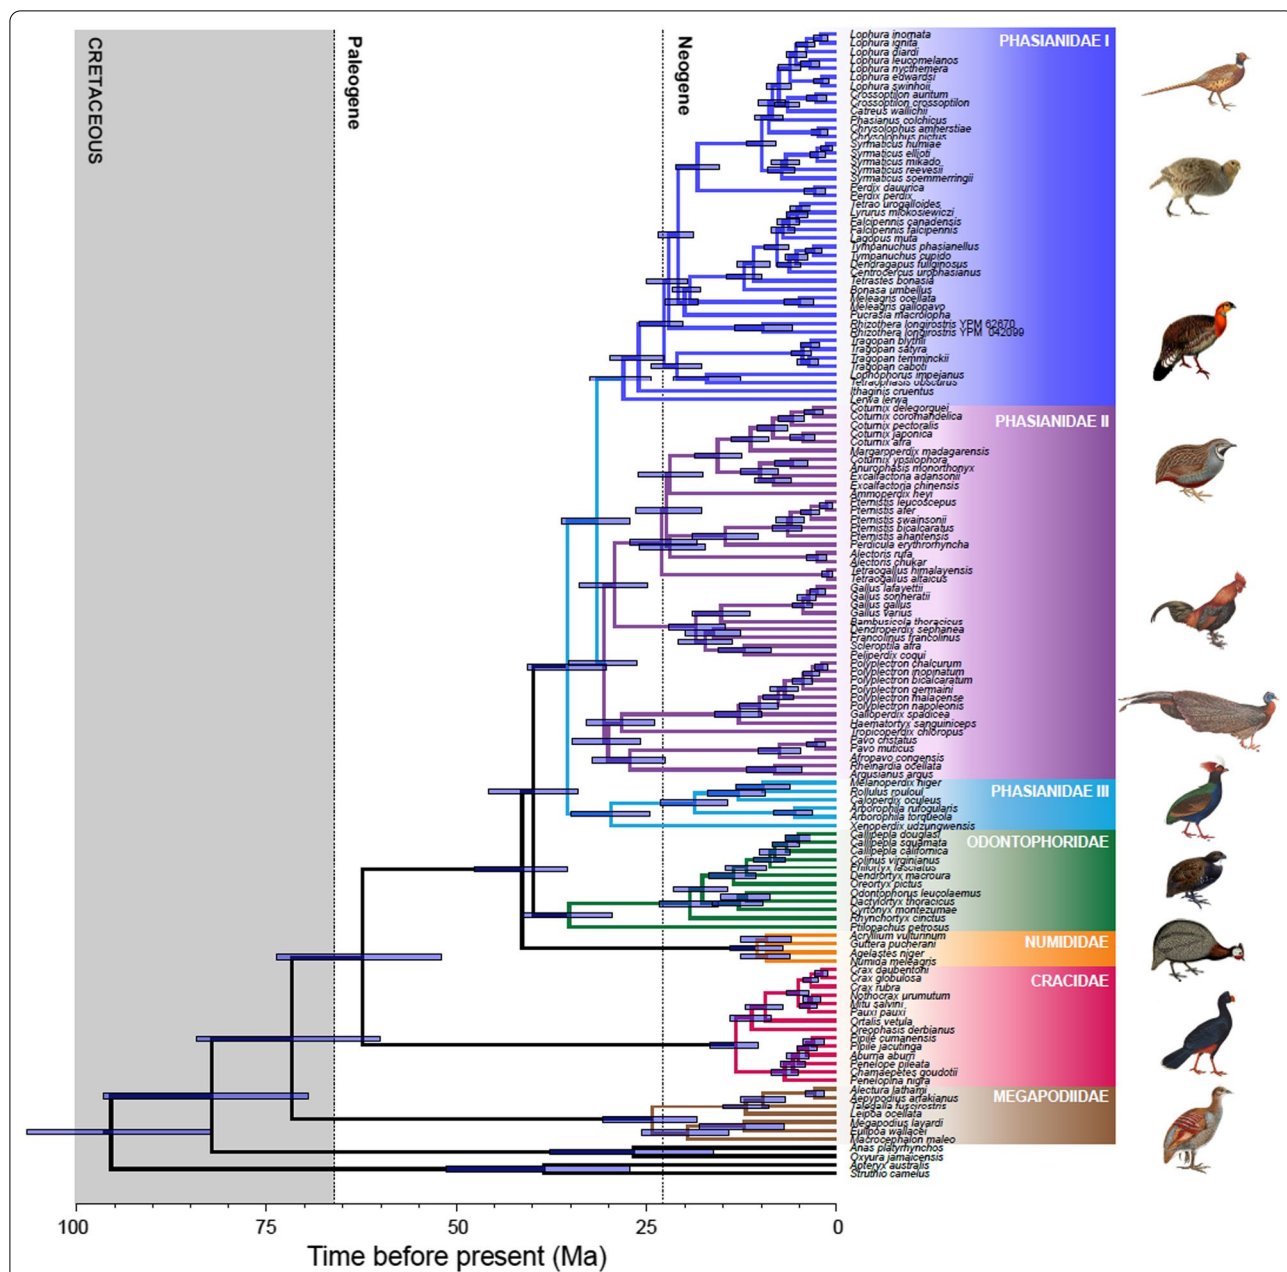 CRETACEOUS
Paleogene
Neogene
PHASIANIDAE I
Lophura inornata
Lophura ignita
Lophura diardi
Lophura leucomelanos
Lophura nycthemera
Lophura edwardsi
Lophura swinhoii
Crossoptilon auritum
Crossoptilon crossoptilon
Catreus wallichii
Phasianus colchicus
Chrysolophus amherstiae
Chrysolophus pictus
Syrmaticus humiae
Syrmaticus ellioti
Syrmaticus mikado
Syrmaticus reevesii
Syrmaticus soemmerringii
Perdix dauurica
Perdix perdix
Tetrao urogalloides
Lyrurus mlokosiewiczi
Falcipennis canadensis
Falcipennis falcipennis
Lagopus muta
Tympanuchus phasianellus
Tympanuchus cupido
Dendragapus fuliginosus
Centrocercus urophasianus
Tetrastes bonasia
Bonasa umbellus
Meleagris ocellata
Meleagris gallopavo
Pucrasia macrolopha
Rhizothera longirostris YPM 62670
Rhizothera longirostris YPM 042099
Tragopan blythii
Tragopan satyra
Tragopan temminckii
Tragopan caboti
Lophophorus impejanus
Tetraophasis obscurus
Ithaginis cruentus
Lerwa lerwa
PHASIANIDAE II
Coturnix delegorguei
Coturnix coromandelica
Coturnix pectoralis
Coturnix japonica
Coturnix afra
Margaroperdix madagarensis
Coturnix ypsilophora
Anurophasis monorthonyx
Excalfactoria adansonii
Excalfactoria chinensis
Ammoperdix heyi
Pternistis leucoscepus
Pternistis afer
Pternistis swainsonii
Pternistis bicalcaratus
Pternistis ahantensis
Perdicula erythrorhyncha
Alectoris rufa
Alectoris chukar
Tetraogallus himalayensis
Tetraogallus altaicus
Gallus lafayettii
Gallus sonneratii
Gallus gallus
Gallus varius
Bambusicola thoracicus
Dendroperdix sephanea
Francolinus francolinus
Scleroptila afra
Peliperdix coqui
Polyplectron chalcurum
Polyplectron inopinatum
Polyplectron bicalcaratum
Polyplectron germaini
Polyplectron malacense
Polyplectron napoleonis
Galloperdix spadicea
Haematortyx sanguiniceps
Tropicoperdix chloropus
Pavo cristatus
Pavo muticus
Afropavo congensis
Rheinardia ocellata
Argusianus argus
PHASIANIDAE III
Melanoperdix niger
Rollulus rouloul
Caloperdix oculeus
Arborophila rufogularis
Arborophila torqueola
Xenoperdix udzungwensis
ODONTOPHORIDAE
Callipepla douglasi
Callipepla squamata
Callipepla californica
Colinus virginianus
Philortyx fasciatus
Dendrortyx macroura
Oreortyx pictus
Odontophorus leucolaemus
Dactylortyx thoracicus
Cyrtonyx montezumae
Rhynchortyx cinctus
Ptilopachus petrosus
NUMIDIDAE
Acryllium vulturinum
Guttera pucherani
Agelastes niger
Numida meleagris
CRACIDAE
Crax daubentoni
Crax globulosa
Crax rubra
Nothocrax urumutum
Mitu salvini
Pauxi pauxi
Ortalis vetula
Oreophasis derbianus
Pipile cumanensis
Pipile jacutinga
Aburria aburri
Penelope pileata
Chamaepetes goudotii
Penelopina nigra
MEGAPODIIDAE
Alectura lathami
Aepypodius arfakianus
Talegalla fuscirostris
Leipoa ocellata
Megapodius layardi
Eulipoa wallacei
Macrocephalon maleo
Anas platyrhynchos
Oxyura jamaicensis
Apteryx australis
Struthio camelus
100 75 50 25 0
Time before present (Ma)